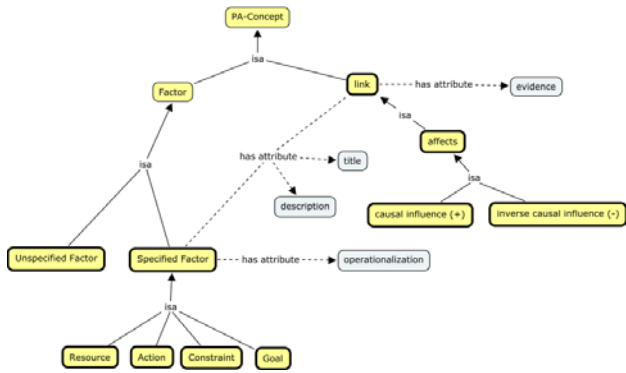 PA-Concept
isa
Factor
link
has attribute
evidence
isa
affects
isa
has attribute
title
isa
description
causal influence (+)
inverse causal influence (-)
Unspecified Factor
Specified Factor
has attribute
operationalization
isa
Resource
Action
Constraint
Goal